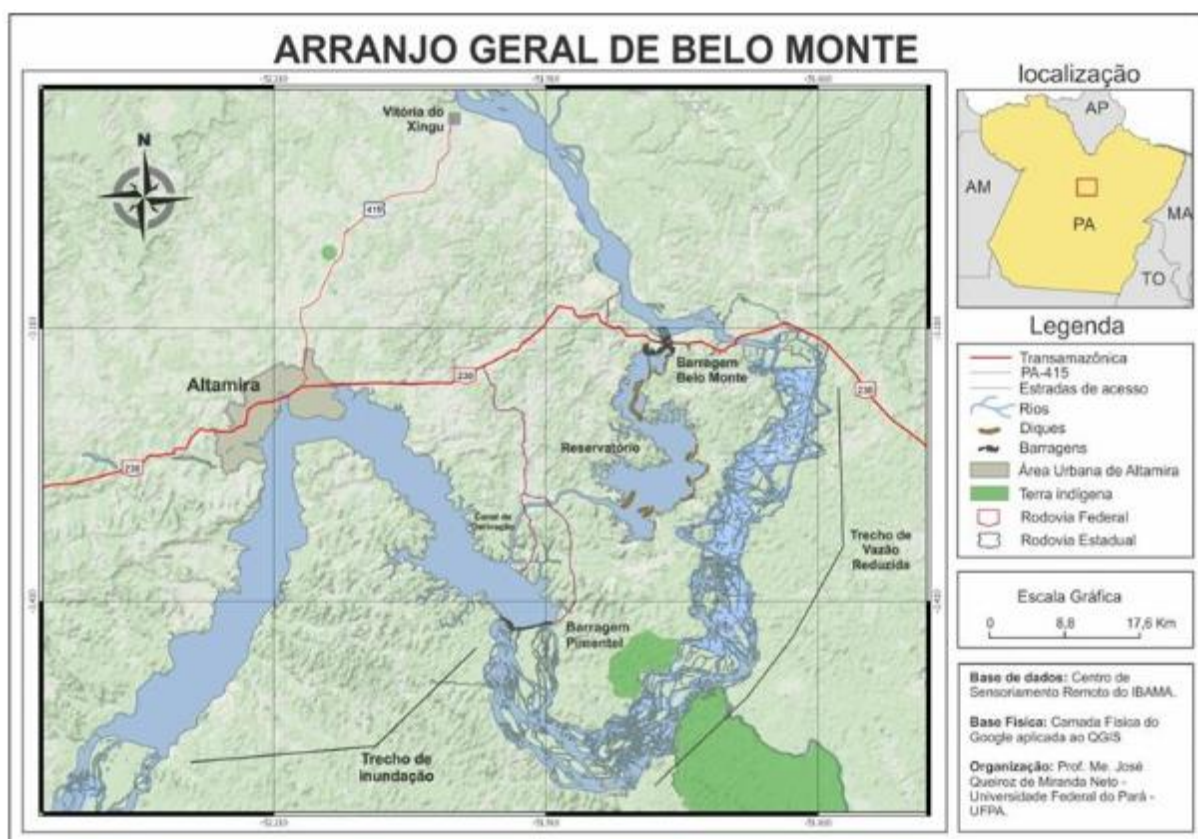 ARRANJO GERAL DE BELO MONTE
Vitória do
Xingu
N
415
Altamira
230
230
230
Barragem
Belo Monte
Reservatório
Trecho de
Vazão
Reduzida
Barragem
Pimentel
Trecho de
inundação
localização
AP
AM
PA
MA
TO
Legenda
Transamazônica
PA-415
Estradas de acesso
Rios
Diques
Barragens
Área Urbana de Altamira
Terra indígena
Rodovia Federal
Rodovia Estadual
Escala Gráfica
0 8,8 17,6 Km
Base de dados: Centro de
Sensoriamento Remoto do IBAMA.
Base Física: Camada Física do
Google aplicada ao QGIS
Organização: Prof. Me. José
Queiroz de Miranda Neto -
Universidade Federal do Pará -
UFPA.